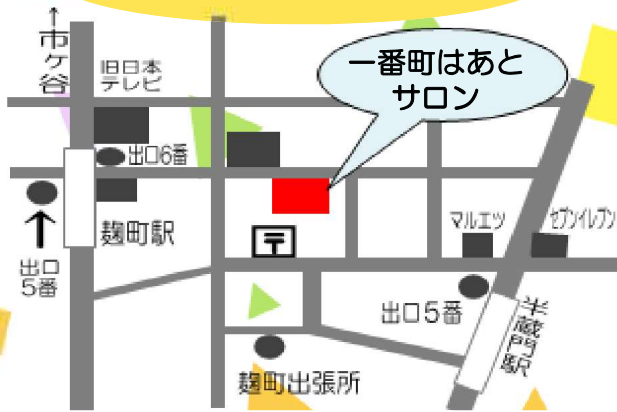 ↑
市ヶ谷
旧日本
テレビ
一番町はあと
サロン
出口6番
麹町駅
出口
5番
〒
マルエツ
セブンイレブン
出口5番
半蔵門駅
麹町出張所